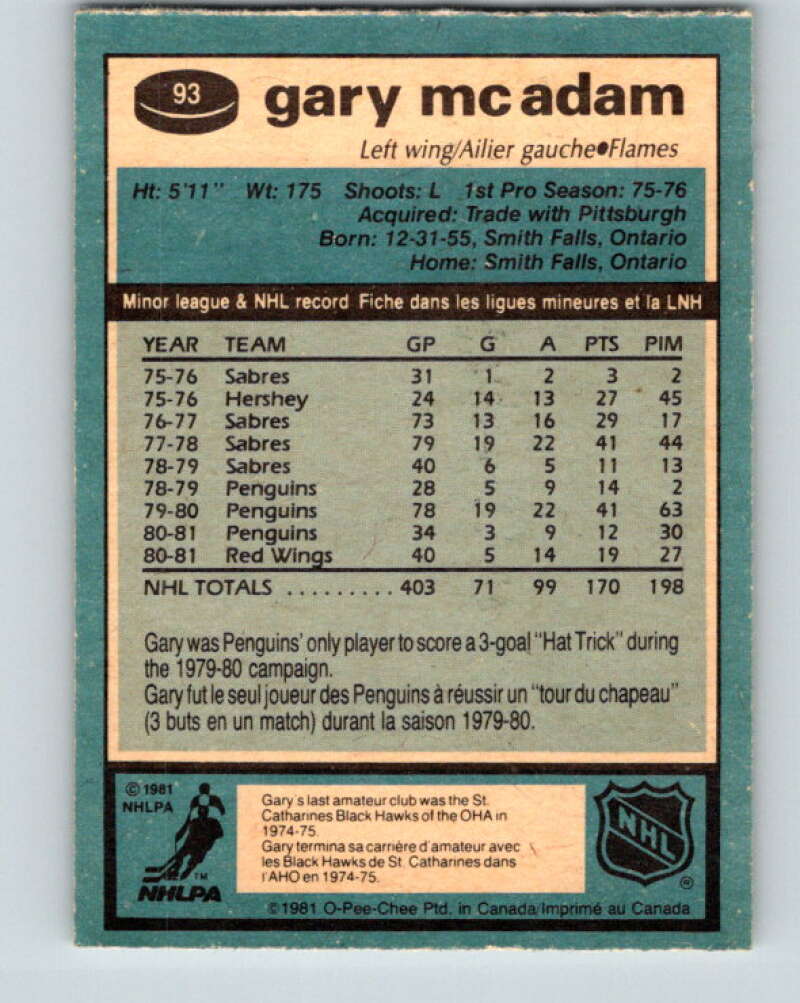 93 gary mc adam
Left wing/Ailier gauche●Flames
Ht: 5'11" Wt: 175 Shoots: L 1st Pro Season: 75-76
Acquired: Trade with Pittsburgh
Born: 12-31-55, Smith Falls, Ontario
Home: Smith Falls, Ontario
Minor league & NHL record Fiche dans les ligues mineures et la LNH
YEAR TEAM GP G A PTS PIM
75-76 Sabres 31 1 2 3 2
75-76 Hershey 24 14 13 27 45
76-77 Sabres 73 13 16 29 17
77-78 Sabres 79 19 22 41 44
78-79 Sabres 40 6 5 11 13
78-79 Penguins 28 5 9 14 2
79-80 Penguins 78 19 22 41 63
80-81 Penguins 34 3 9 12 30
80-81 Red Wings 40 5 14 19 27
NHL TOTALS ......... 403 71 99 170 198
Gary was Penguins' only player to score a 3-goal "Hat Trick" during
the 1979-80 campaign.
Gary fut le seul joueur des Penguins à réussir un "tour du chapeau"
(3 buts en un match) durant la saison 1979-80.
© 1981
NHLPA
TM
NHLPA
Gary's last amateur club was the St.
Catharines Black Hawks of the OHA in
1974-75.
Gary termina sa carrière d'amateur avec
les Black Hawks de St. Catharines dans
l'AHO en 1974-75.
NHL
®
©1981 O-Pee-Chee Ptd. in Canada/Imprimé au Canada